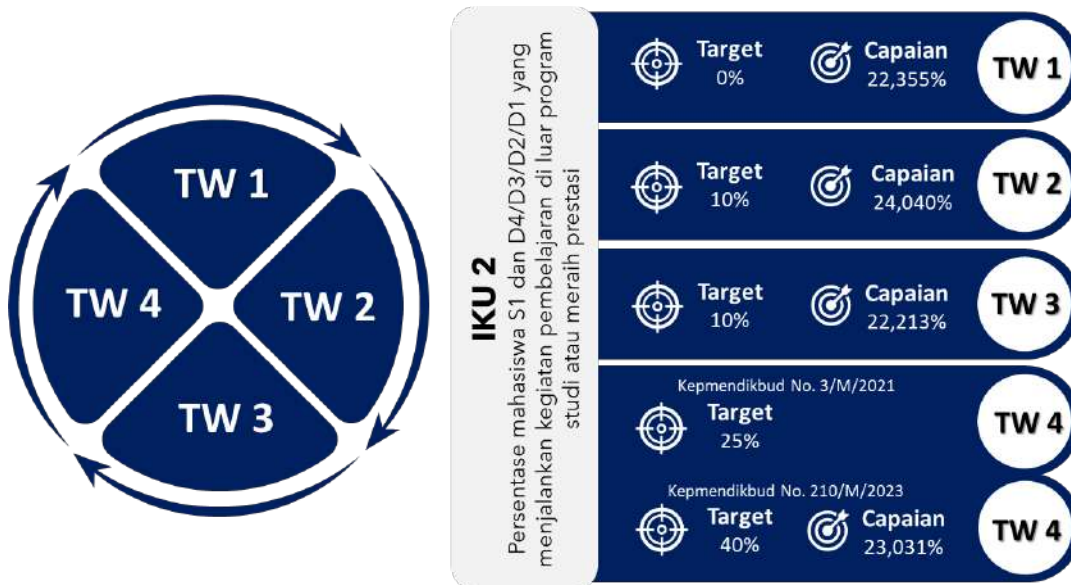 TW 1
TW 2
TW 3
TW 4
IKU 2
Persentase mahasiswa S1 dan D4/D3/D2/D1 yang
menjalankan kegiatan pembelajaran di luar program
studi atau meraih prestasi
Target
0%
Capaian
22,355%
TW 1
Target
10%
Capaian
24,040%
TW 2
Target
10%
Capaian
22,213%
TW 3
Kepmendikbud No. 3/M/2021
Target
25%
TW 4
Kepmendikbud No. 210/M/2023
Target
40%
Capaian
23,031%
TW 4